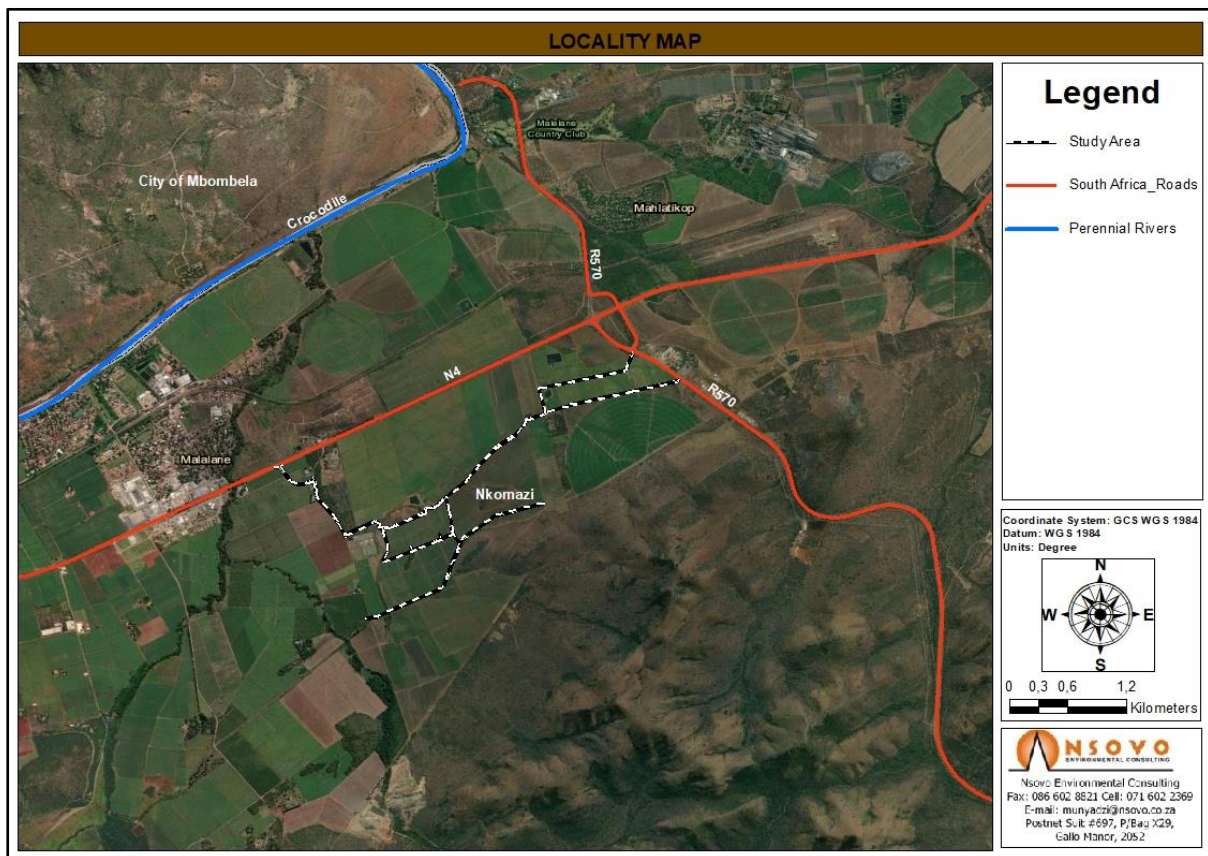 LOCALITY MAP
City of Mbombela
Crocodile
Malelane
Country Club
Mahlatikop
R570
N4
R570
Malalane
Nkomazi
Legend
Study Area
South Africa_Roads
Perennial Rivers
Coordinate System: GCS WGS 1984
Datum: WGS 1984
Units: Degree
N
W
E
S
0 0,3 0,6 1,2
Kilometers
NSOVO
ENVIRONMENTAL CONSULTING
Nsovo Environmental Consulting
Fax: 086 602 8821 Cell: 071 602 2369
E-mail: munyadzi@nsovo.co.za
Postnet Suit #697, P/Bag X29,
Gallo Manor, 2052